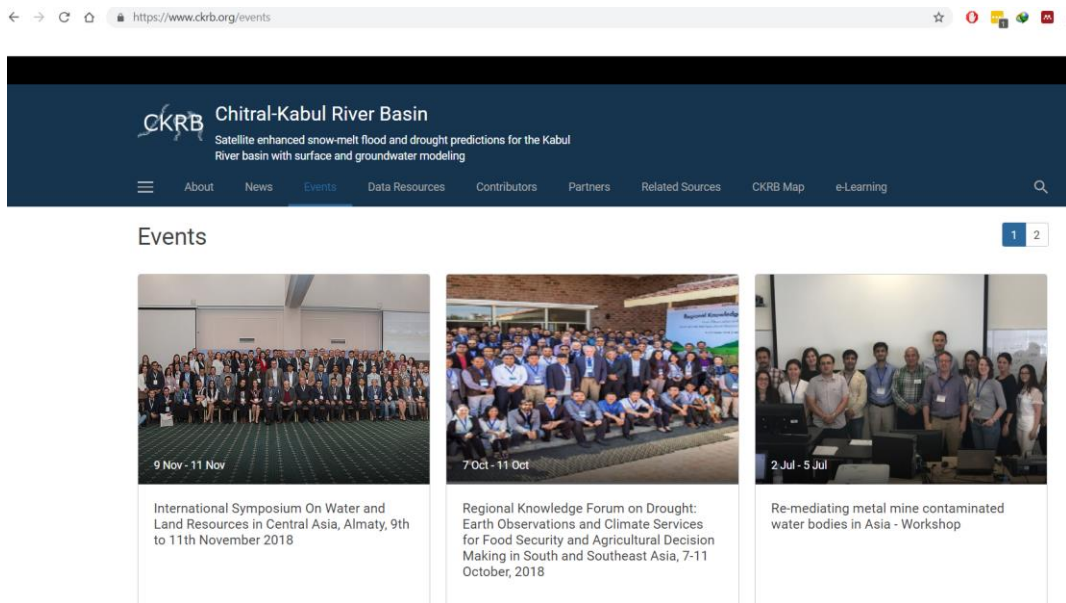 https://www.ckrb.org/events
1
CKRB
Chitral-Kabul River Basin
Satellite enhanced snow-melt flood and drought predictions for the Kabul
River basin with surface and groundwater modeling
About News Events Data Resources Contributors Partners Related Sources CKRB Map e-Learning
Events
1 2
Regional Knowledge
9 Nov - 11 Nov
7 Oct - 11 Oct
2 Jul - 5 Jul
International Symposium On Water and
Land Resources in Central Asia, Almaty, 9th
to 11th November 2018
Regional Knowledge Forum on Drought:
Earth Observations and Climate Services
for Food Security and Agricultural Decision
Making in South and Southeast Asia, 7-11
October, 2018
Re-mediating metal mine contaminated
water bodies in Asia - Workshop